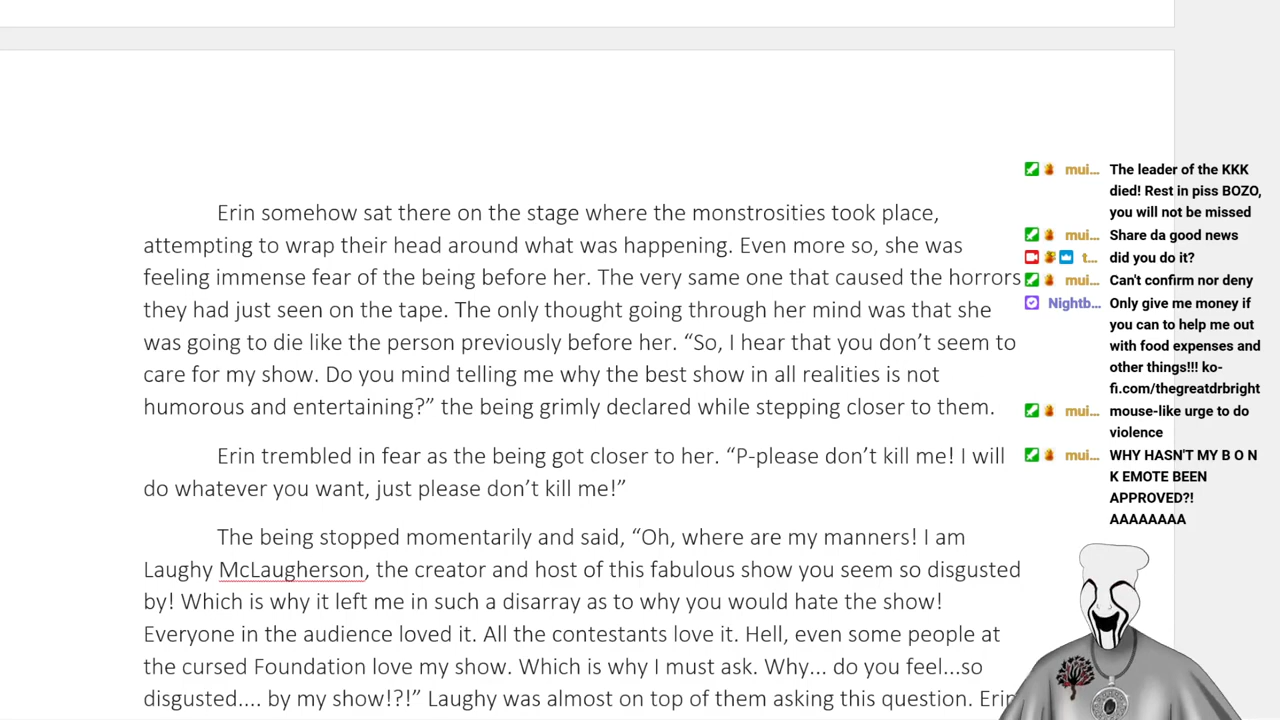 Erin somehow sat there on the stage where the monstrosities took place,
attempting to wrap their head around what was happening. Even more so, she was
feeling immense fear of the being before her. The very same one that caused the horrors
they had just seen on the tape. The only thought going through her mind was that she
was going to die like the person previously before her. “So, I hear that you don’t seem to
care for my show. Do you mind telling me why the best show in all realities is not
humorous and entertaining?” the being grimly declared while stepping closer to them.
Erin trembled in fear as the being got closer to her. “P-please don’t kill me! I will
do whatever you want, just please don’t kill me!”
The being stopped momentarily and said, “Oh, where are my manners! I am
Laughy McLaugherson, the creator and host of this fabulous show you seem so disgusted
by! Which is why it left me in such a disarray as to why you would hate the show!
Everyone in the audience loved it. All the contestants love it. Hell, even some people at
the cursed Foundation love my show. Which is why I must ask. Why... do you feel...so
disgusted.... by my show!?!” Laughy was almost on top of them asking this question. Erin
mui... The leader of the KKK
died! Rest in piss BOZO,
you will not be missed
mui... Share da good news
t... did you do it?
mui... Can't confirm nor deny
Nightb... Only give me money if
you can to help me out
with food expenses and
other things!!! ko-
fi.com/thegreatdrbright
mui... mouse-like urge to do
violence
mui... WHY HASN'T MY B O N
K EMOTE BEEN
APPROVED?!
AAAAAAAA